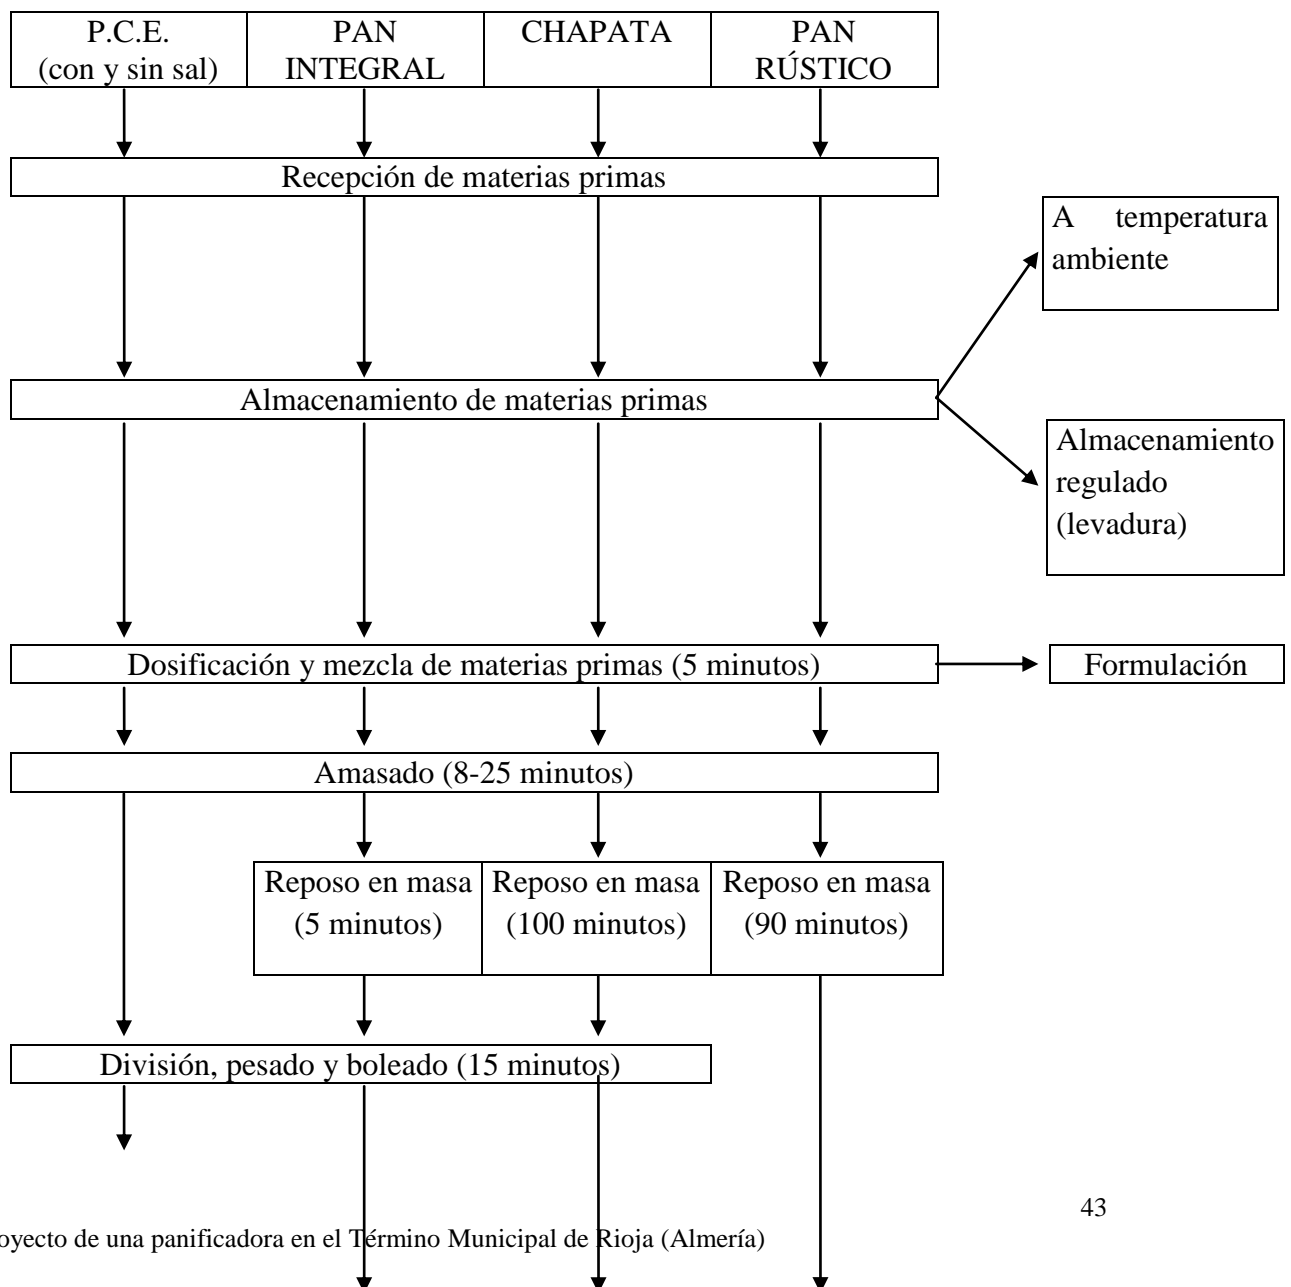 P.C.E.
(con y sin sal)
PAN
INTEGRAL
CHAPATA
PAN
RÚSTICO
Recepción de materias primas
A temperatura
ambiente
Almacenamiento de materias primas
Almacenamiento
regulado
(levadura)
Dosificación y mezcla de materias primas (5 minutos)
Formulación
Amasado (8-25 minutos)
Reposo en masa
(5 minutos)
Reposo en masa
(100 minutos)
Reposo en masa
(90 minutos)
División, pesado y boleado (15 minutos)
43
oyecto de una panificadora en el Término Municipal de Rioja (Almería)